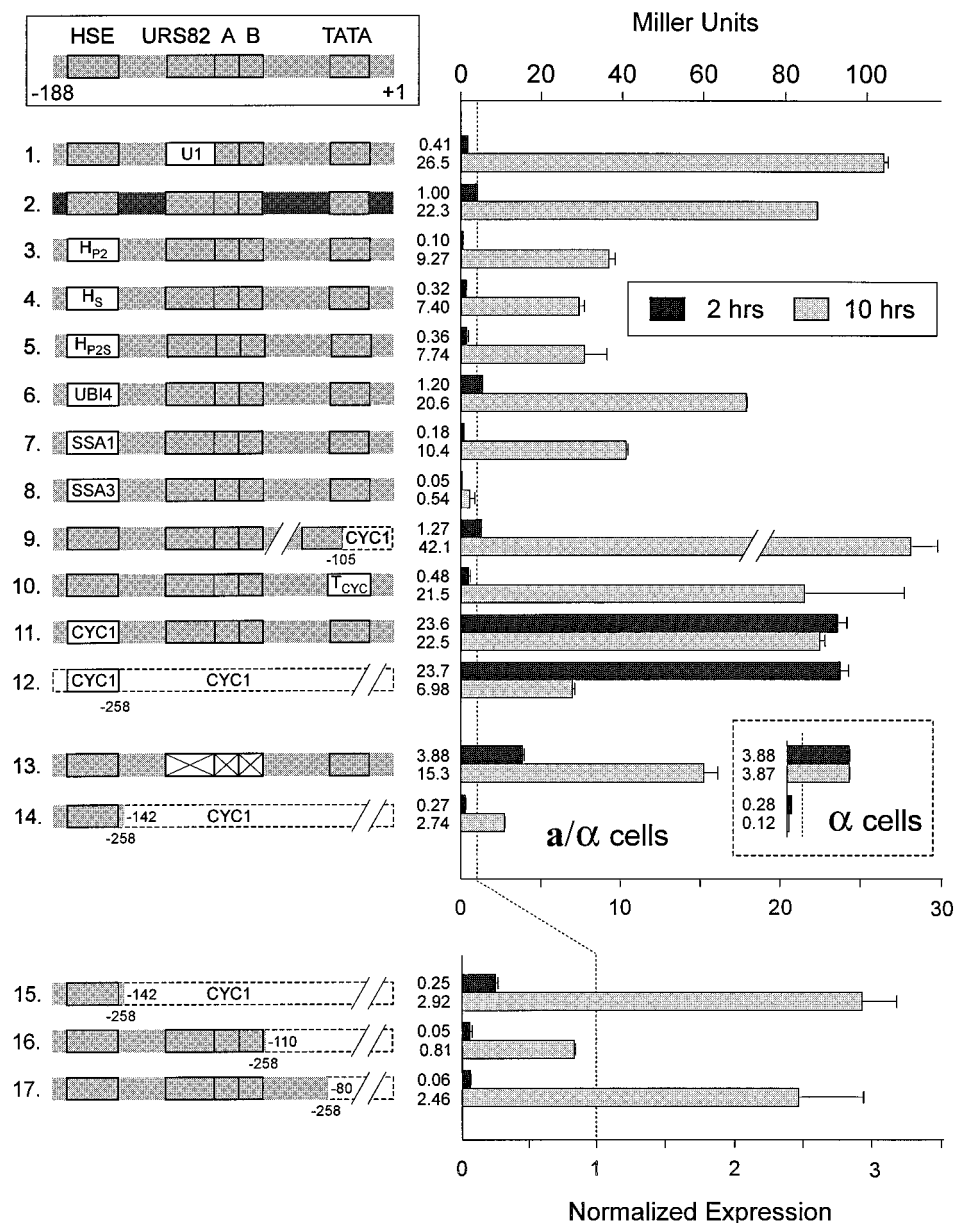 HSE URS82 A B TATA
-188 +1
Miller Units
0 20 40 60 80 100
1. U1 0.41
26.5
2. 1.00
22.3
3. HP2 0.10
9.27
4. HS 0.32
7.40
2 hrs 10 hrs
5. HP2S 0.36
7.74
6. UBI4 1.20
20.6
7. SSA1 0.18
10.4
8. SSA3 0.05
0.54
9. CYC1 1.27
-105 42.1
10. TCYC 0.48
21.5
11. CYC1 23.6
22.5
12. CYC1 CYC1 23.7
-258 6.98
13. 3.88 3.88
15.3 3.87
14. -142 CYC1 0.27 0.28
-258 2.74 0.12
a/α cells α cells
0 10 20 30
15. -142 CYC1 0.25
-258 2.92
16. -110 0.05
-258 0.81
17. -80 0.06
-258 2.46
0 1 2 3
Normalized Expression